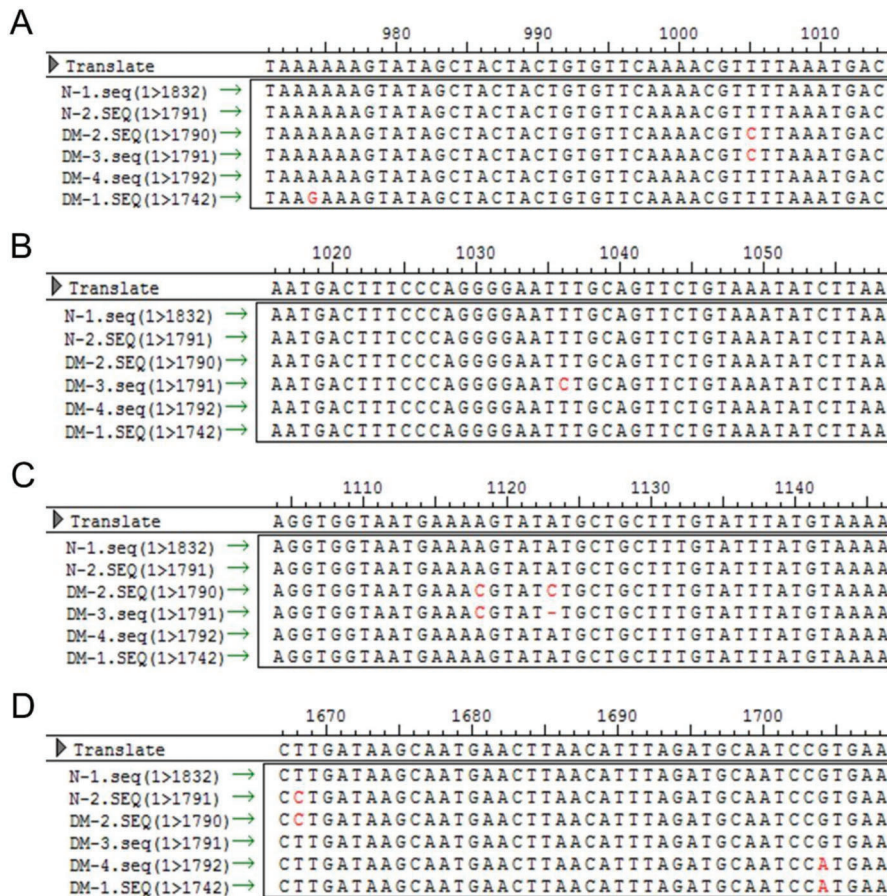 A
980 990 1000 1010
Translate TAAAAAAGTATAGCTACTACTGTGTTCAAAACGTTTTAAATGAC
N-1.seq(1>1832) → TAAAAAAGTATAGCTACTACTGTGTTCAAAACGTTTTAAATGAC
N-2.SEQ(1>1791) → TAAAAAAGTATAGCTACTACTGTGTTCAAAACGTTTTAAATGAC
DM-2.SEQ(1>1790) → TAAAAAAGTATAGCTACTACTGTGTTCAAAACGTCTTAAATGAC
DM-3.seq(1>1791) → TAAAAAAGTATAGCTACTACTGTGTTCAAAACGTCTTAAATGAC
DM-4.seq(1>1792) → TAAAAAAGTATAGCTACTACTGTGTTCAAAACGTTTTAAATGAC
DM-1.SEQ(1>1742) → TAAGAAAGTATAGCTACTACTGTGTTCAAAACGTTTTAAATGAC
B
1020 1030 1040 1050
Translate AATGACTTTCCCAGGGGAATTTGCAGTTCTGTAAATATCTTAA
N-1.seq(1>1832) → AATGACTTTCCCAGGGGAATTTGCAGTTCTGTAAATATCTTAA
N-2.SEQ(1>1791) → AATGACTTTCCCAGGGGAATTTGCAGTTCTGTAAATATCTTAA
DM-2.SEQ(1>1790) → AATGACTTTCCCAGGGGAATTTGCAGTTCTGTAAATATCTTAA
DM-3.seq(1>1791) → AATGACTTTCCCAGGGGAATCTGCAGTTCTGTAAATATCTTAA
DM-4.seq(1>1792) → AATGACTTTCCCAGGGGAATTTGCAGTTCTGTAAATATCTTAA
DM-1.SEQ(1>1742) → AATGACTTTCCCAGGGGAATTTGCAGTTCTGTAAATATCTTAA
C
1110 1120 1130 1140
Translate AGGTGGTAATGAAAAGTATATGCTGCTTTGTATTTATGTAAAA
N-1.seq(1>1832) → AGGTGGTAATGAAAAGTATATGCTGCTTTGTATTTATGTAAAA
N-2.SEQ(1>1791) → AGGTGGTAATGAAAAGTATATGCTGCTTTGTATTTATGTAAAA
DM-2.SEQ(1>1790) → AGGTGGTAATGAAACGTATCTGCTGCTTTGTATTTATGTAAAA
DM-3.seq(1>1791) → AGGTGGTAATGAAACGTAT-TGCTGCTTTGTATTTATGTAAAA
DM-4.seq(1>1792) → AGGTGGTAATGAAAAGTATATGCTGCTTTGTATTTATGTAAAA
DM-1.SEQ(1>1742) → AGGTGGTAATGAAAAGTATATGCTGCTTTGTATTTATGTAAAA
D
1670 1680 1690 1700
Translate CTTGATAAGCAATGAACTTAACATTTAGATGCAATCCGTGAA
N-1.seq(1>1832) → CTTGATAAGCAATGAACTTAACATTTAGATGCAATCCGTGAA
N-2.SEQ(1>1791) → CCTGATAAGCAATGAACTTAACATTTAGATGCAATCCGTGAA
DM-2.SEQ(1>1790) → CCTGATAAGCAATGAACTTAACATTTAGATGCAATCCGTGAA
DM-3.seq(1>1791) → CTTGATAAGCAATGAACTTAACATTTAGATGCAATCCGTGAA
DM-4.seq(1>1792) → CTTGATAAGCAATGAACTTAACATTTAGATGCAATCCATGAA
DM-1.SEQ(1>1742) → CTTGATAAGCAATGAACTTAACATTTAGATGCAATCCATGAA